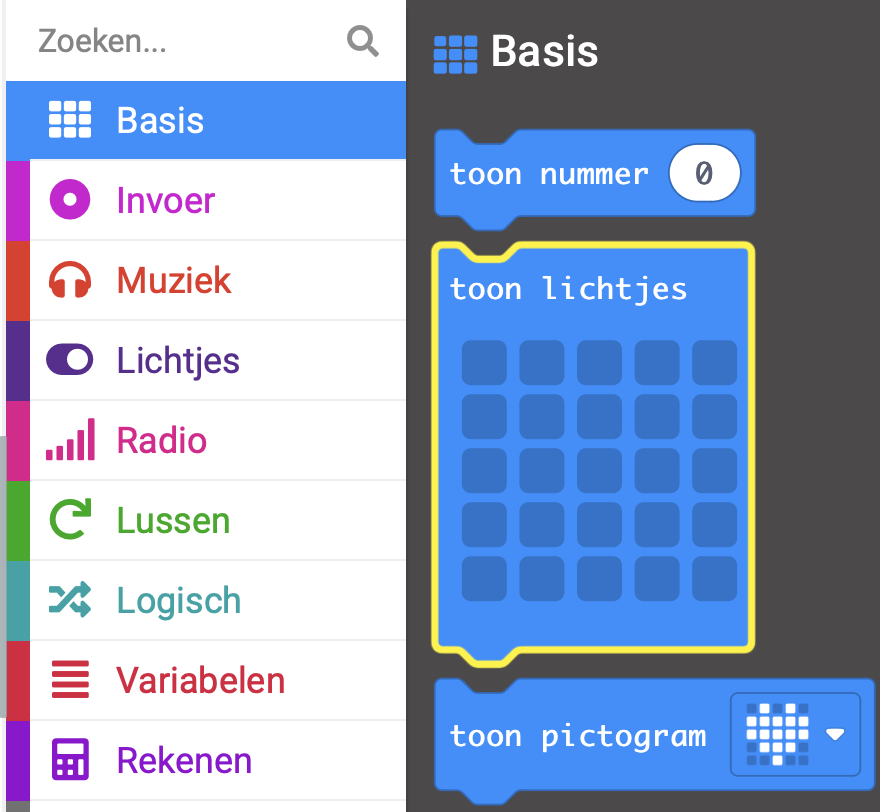 Zoeken...
Basis
Invoer
Muziek
Lichtjes
Radio
Lussen
Logisch
Variabelen
Rekenen
Basis
toon nummer 0
toon lichtjes
toon pictogram